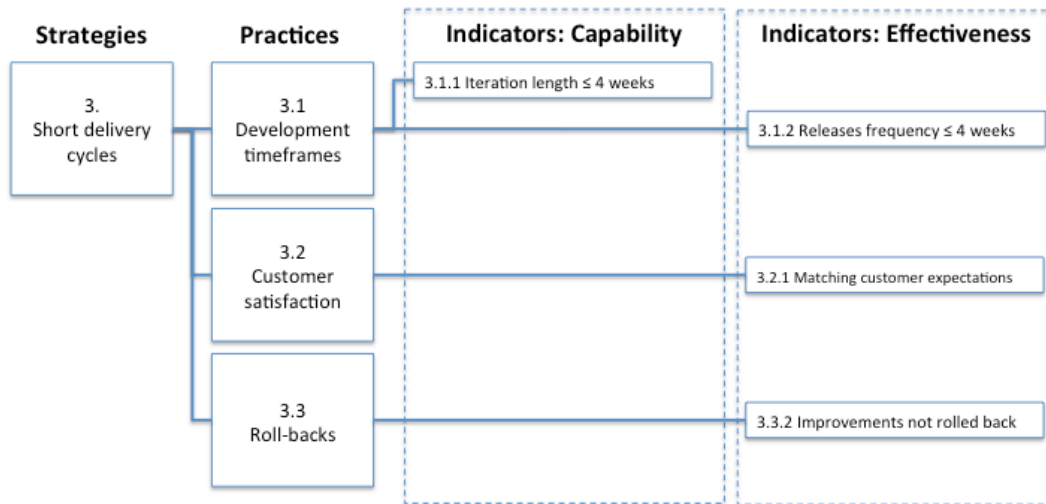 Strategies
Practices
Indicators: Capability
Indicators: Effectiveness
3.
Short delivery
cycles
3.1
Development
timeframes
3.1.1 Iteration length ≤ 4 weeks
3.1.2 Releases frequency ≤ 4 weeks
3.2
Customer
satisfaction
3.2.1 Matching customer expectations
3.3
Roll-backs
3.3.2 Improvements not rolled back